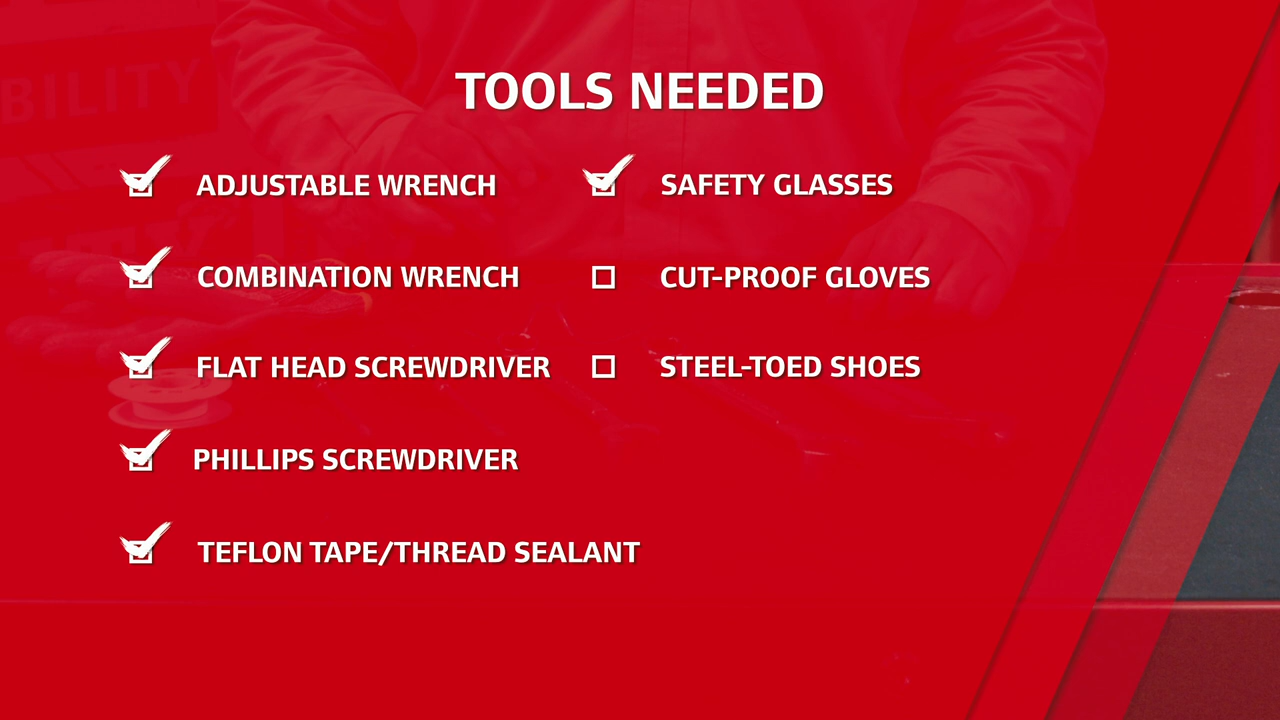 TOOLS NEEDED
ADJUSTABLE WRENCH
COMBINATION WRENCH
FLAT HEAD SCREWDRIVER
PHILLIPS SCREWDRIVER
TEFLON TAPE/THREAD SEALANT
SAFETY GLASSES
CUT-PROOF GLOVES
STEEL-TOED SHOES
BILITY